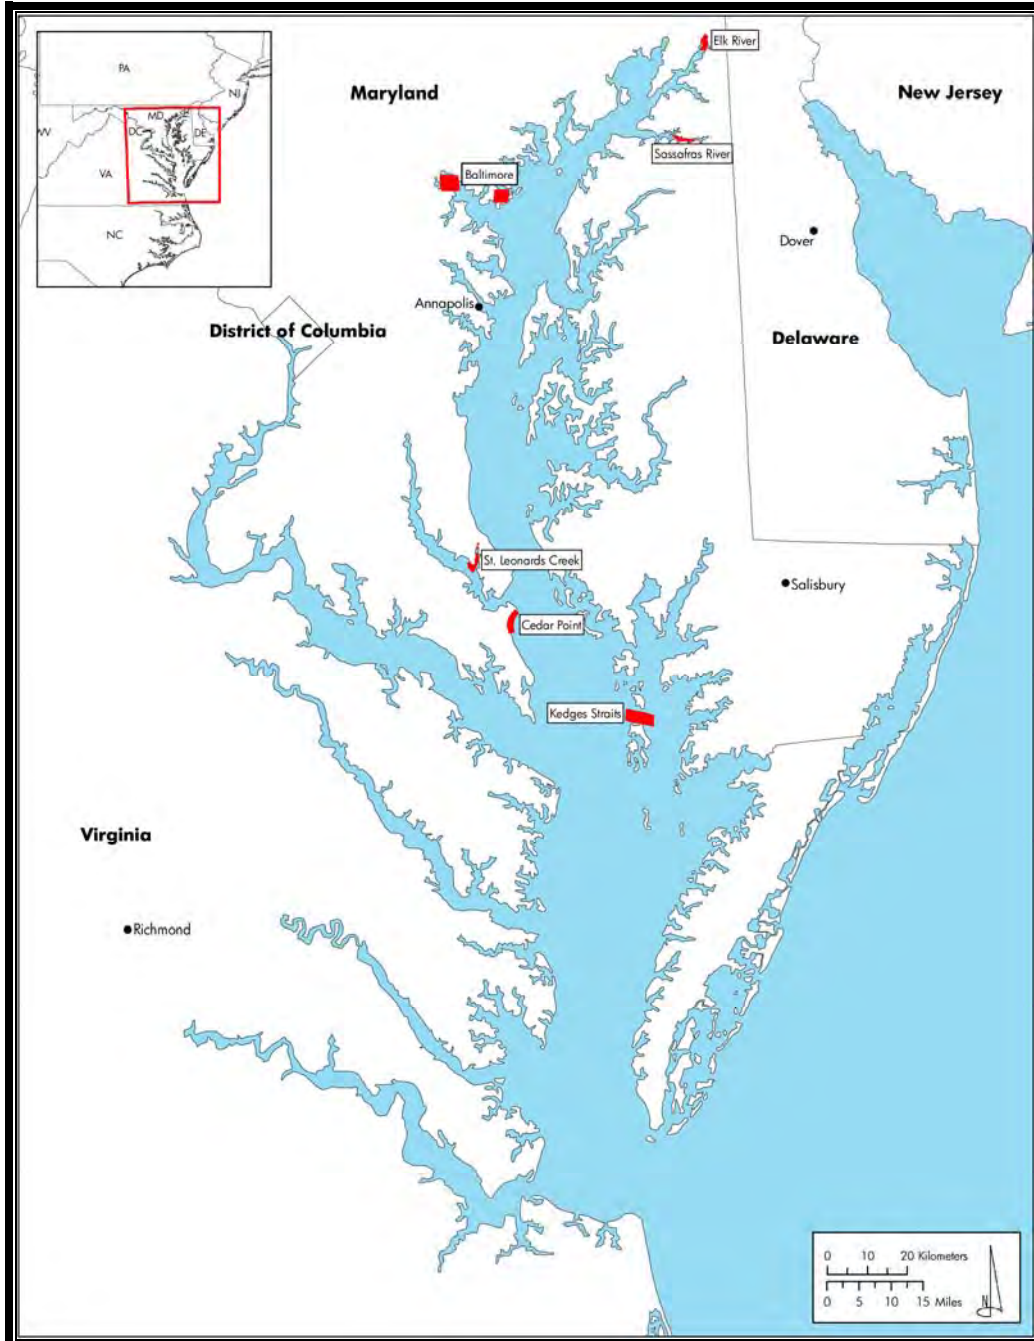 PA
NJ
MD
DC
DE
VA
NC
Maryland
Elk River
New Jersey
Sassafras River
Baltimore
Dover
Annapolis
District of Columbia
Delaware
St. Leonards Creek
Salisbury
Cedar Point
Kedges Straits
Virginia
Richmond
0 10 20 Kilometers
0 5 10 15 Miles
N